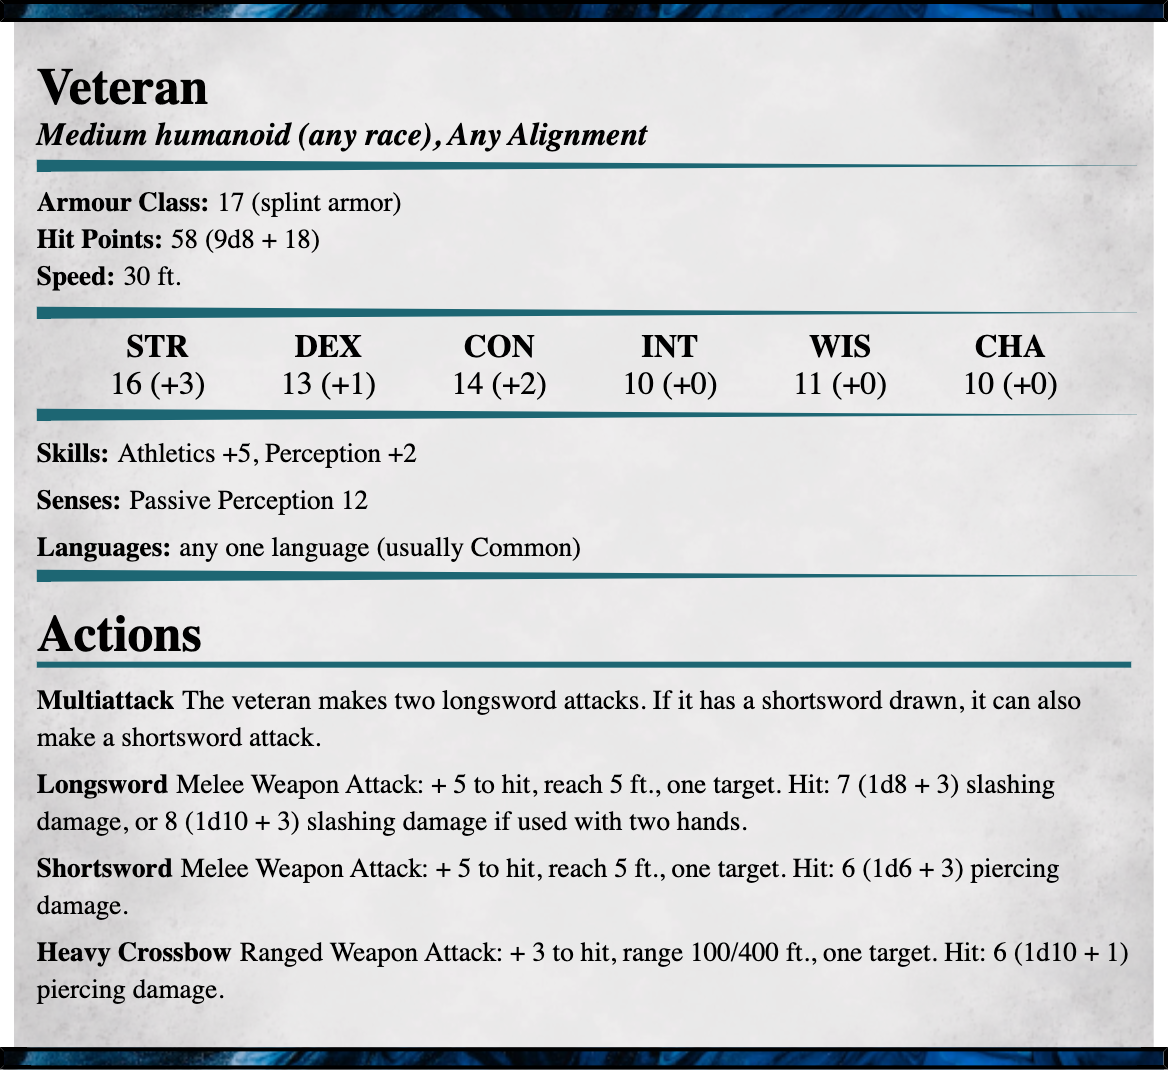 Veteran
Medium humanoid (any race), Any Alignment
Armour Class: 17 (splint armor)
Hit Points: 58 (9d8 + 18)
Speed: 30 ft.
STR DEX CON INT WIS CHA
16 (+3) 13 (+1) 14 (+2) 10 (+0) 11 (+0) 10 (+0)
Skills: Athletics +5, Perception +2
Senses: Passive Perception 12
Languages: any one language (usually Common)
Actions
Multiattack The veteran makes two longsword attacks. If it has a shortsword drawn, it can also
make a shortsword attack.
Longsword Melee Weapon Attack: + 5 to hit, reach 5 ft., one target. Hit: 7 (1d8 + 3) slashing
damage, or 8 (1d10 + 3) slashing damage if used with two hands.
Shortsword Melee Weapon Attack: + 5 to hit, reach 5 ft., one target. Hit: 6 (1d6 + 3) piercing
damage.
Heavy Crossbow Ranged Weapon Attack: + 3 to hit, range 100/400 ft., one target. Hit: 6 (1d10 + 1)
piercing damage.